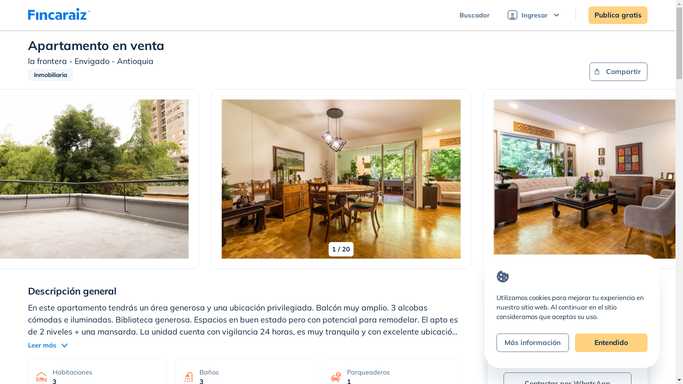 Fincaraiz
Buscador
Ingresar
Publica gratis
Apartamento en venta
la frontera - Envigado - Antioquia
Inmobiliaria
Compartir
1 / 20
Descripción general
En este apartamento tendrás un área generosa y una ubicación privilegiada. Balcón muy amplio. 3 alcobas
cómodas e iluminadas. Biblioteca generosa. Espacios en buen estado pero con potencial para remodelar. El apto es
de 2 niveles + una mansarda. La unidad cuenta con vigilancia 24 horas, es muy tranquila y con excelente ubicació...
Leer más
Habitaciones
3
Baños
3
Parqueaderos
1
Utilizamos cookies para mejorar tu experiencia en
nuestro sitio web. Al continuar en el sitio
consideramos que aceptas su uso.
Más información
Entendido
Contactar por WhatsApp